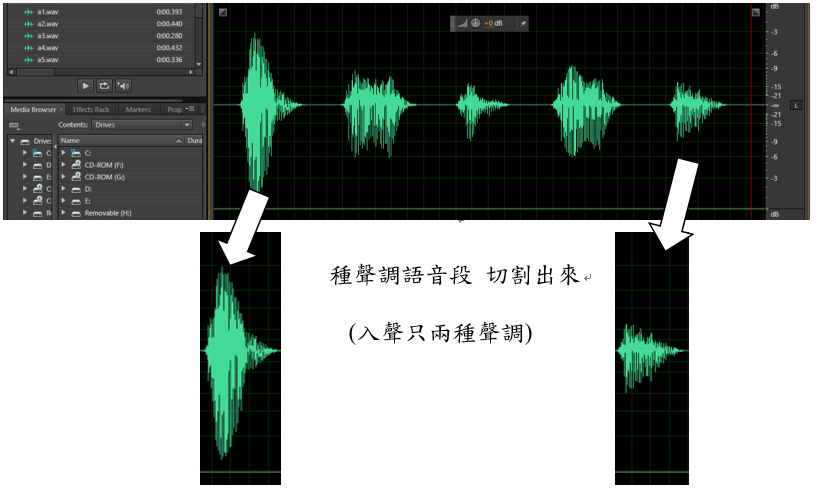 a1.wav 0:00.393
a2.wav 0:00.440
a3.wav 0:00.280
a4.wav 0:00.432
a5.wav 0:00.336
+0 dB
dB
-3
-6
-9
-15
-21
-∞
-21
-15
-9
-6
-3
dB
L
Media Browser × Effects Rack Markers Prop
Contents: Drives
Drive Name Dura
C C:
D CD-ROM (F:)
E: CD-ROM (G:)
C D:
C E:
R Removable (H:)
種聲調語音段 切割出來
(入聲只兩種聲調)